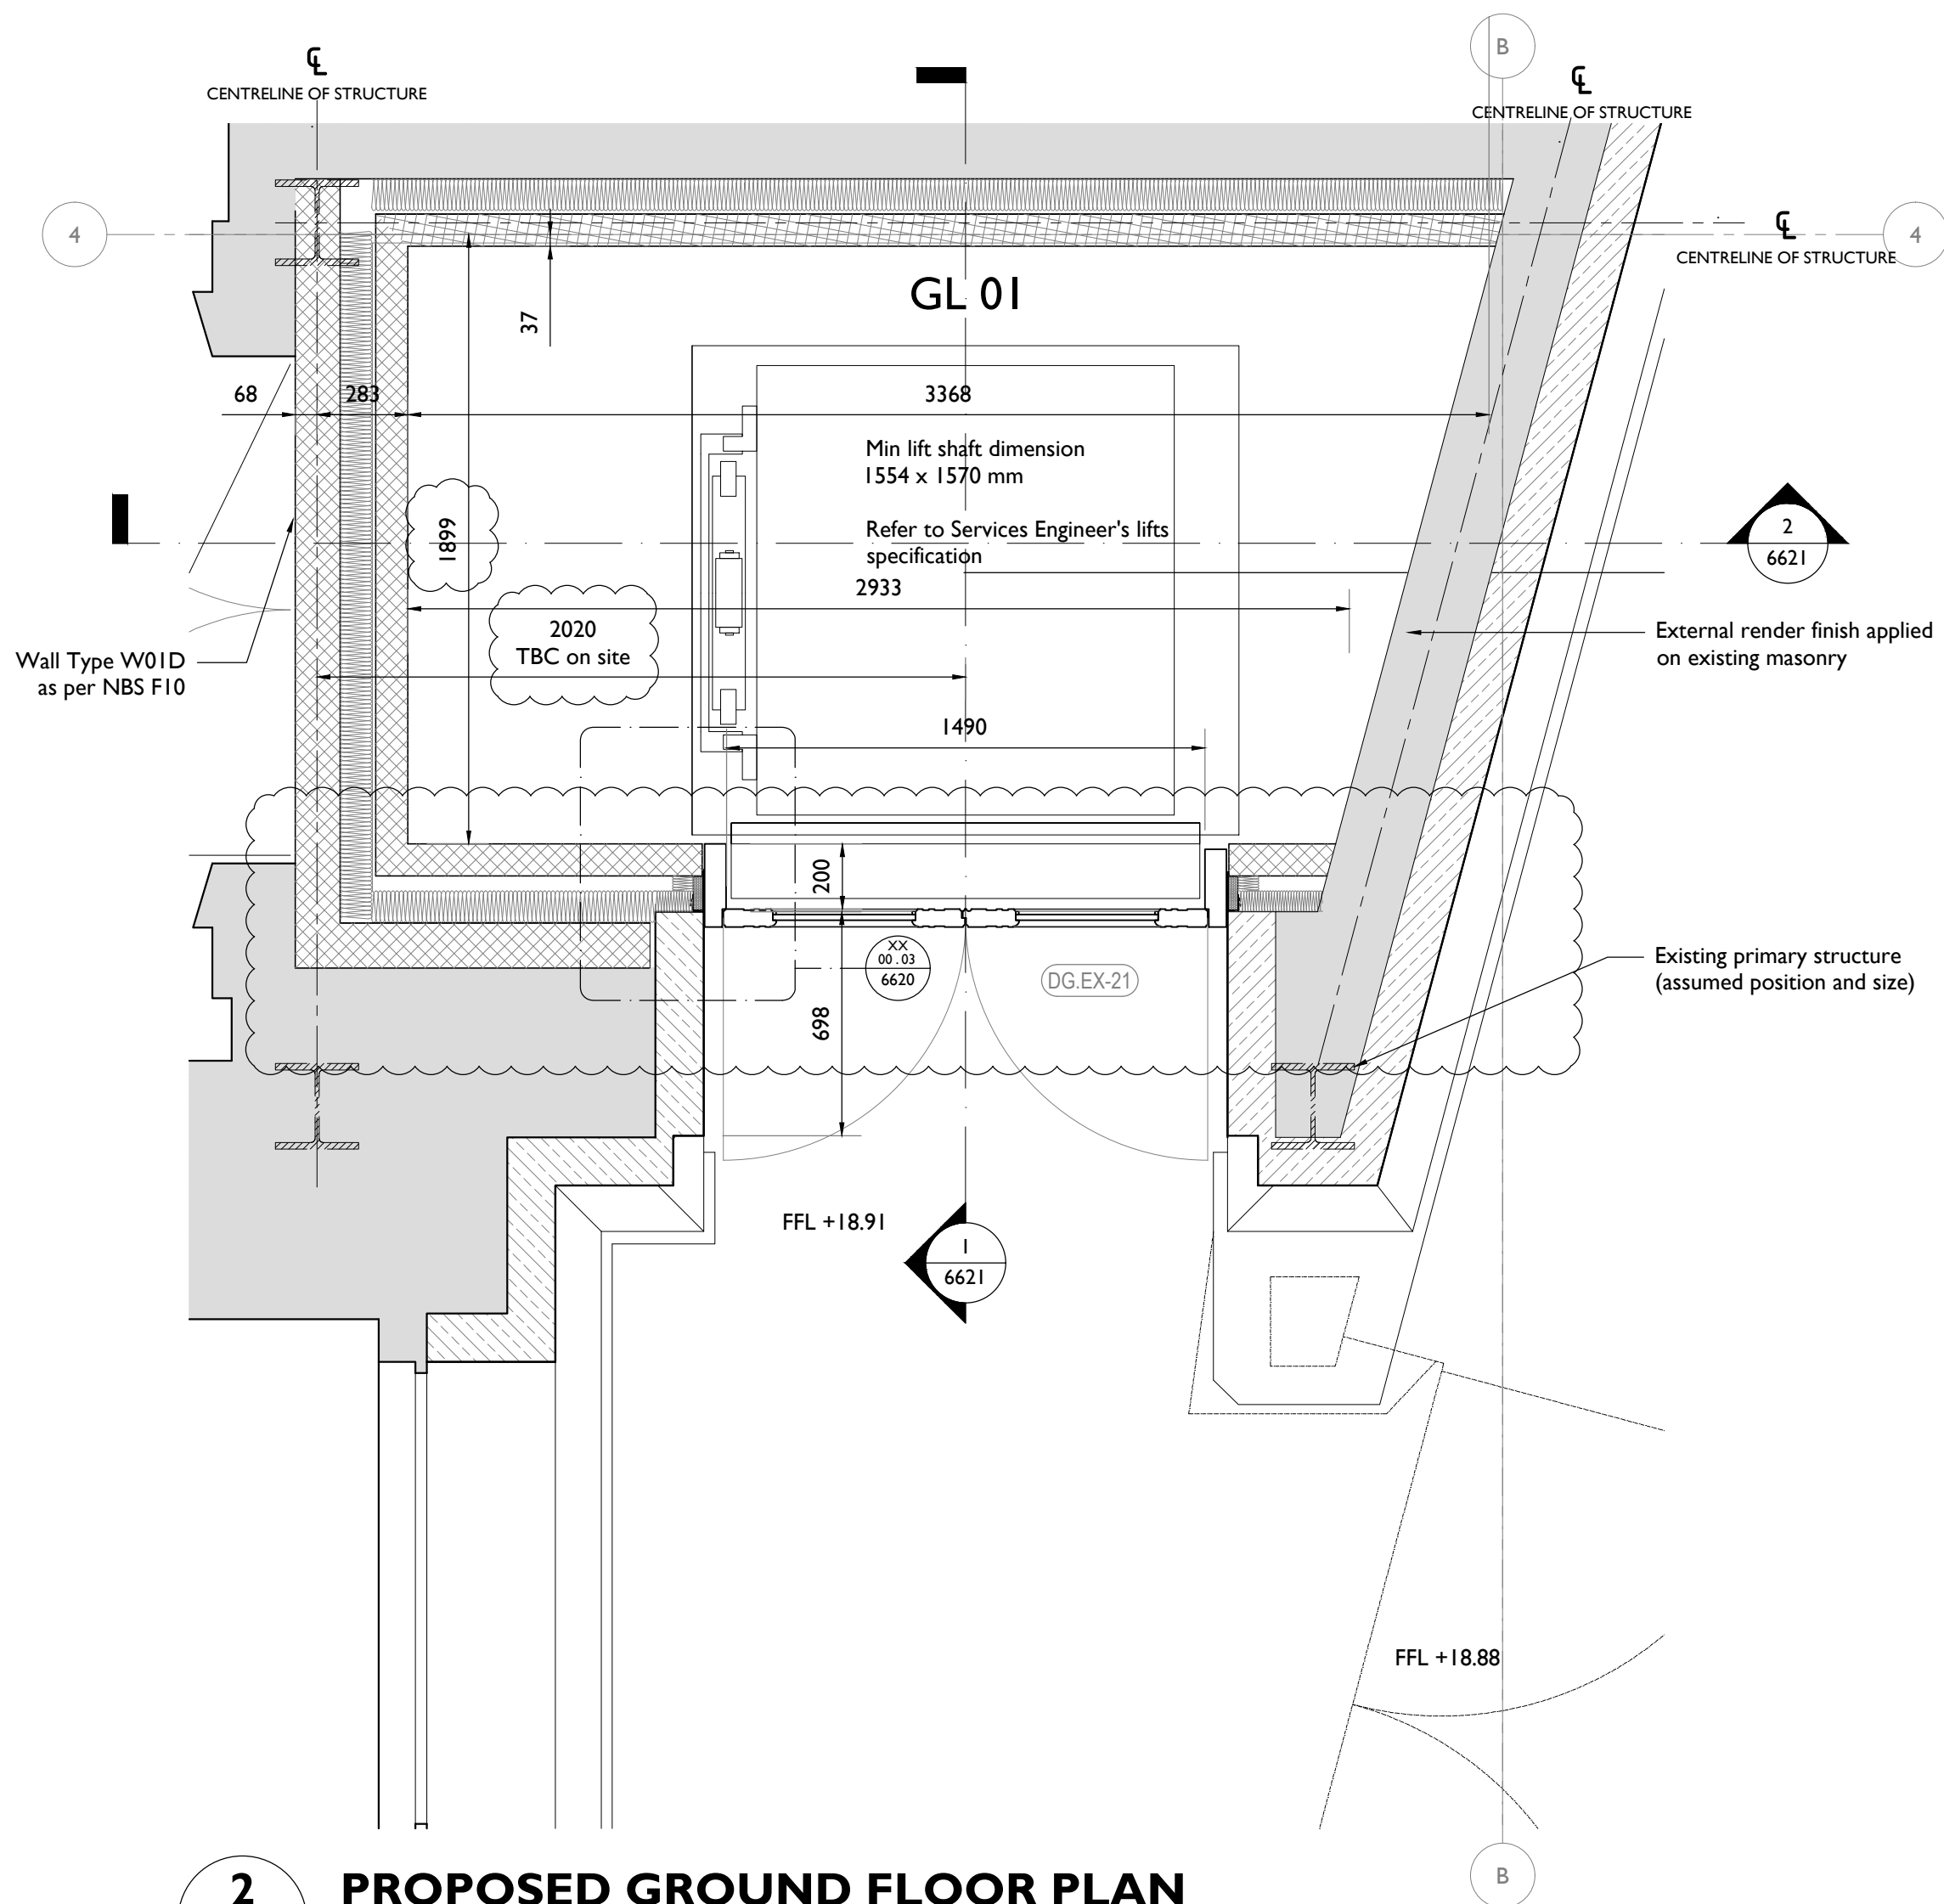 B
℄
CENTRELINE OF STRUCTURE
℄
CENTRELINE OF STRUCTURE
4
℄
CENTRELINE OF STRUCTURE
4
GL 01
37
68
283
3368
Min lift shaft dimension
1554 x 1570 mm
Refer to Services Engineer's lifts
specification
1899
2
6621
2933
2020
TBC on site
External render finish applied
on existing masonry
Wall Type W01D
as per NBS F10
1490
200
XX
00 . 03
6620
DG.EX-21
Existing primary structure
(assumed position and size)
698
FFL +18.91
1
6621
FFL +18.88
B
2
PROPOSED GROUND FLOOR PLAN